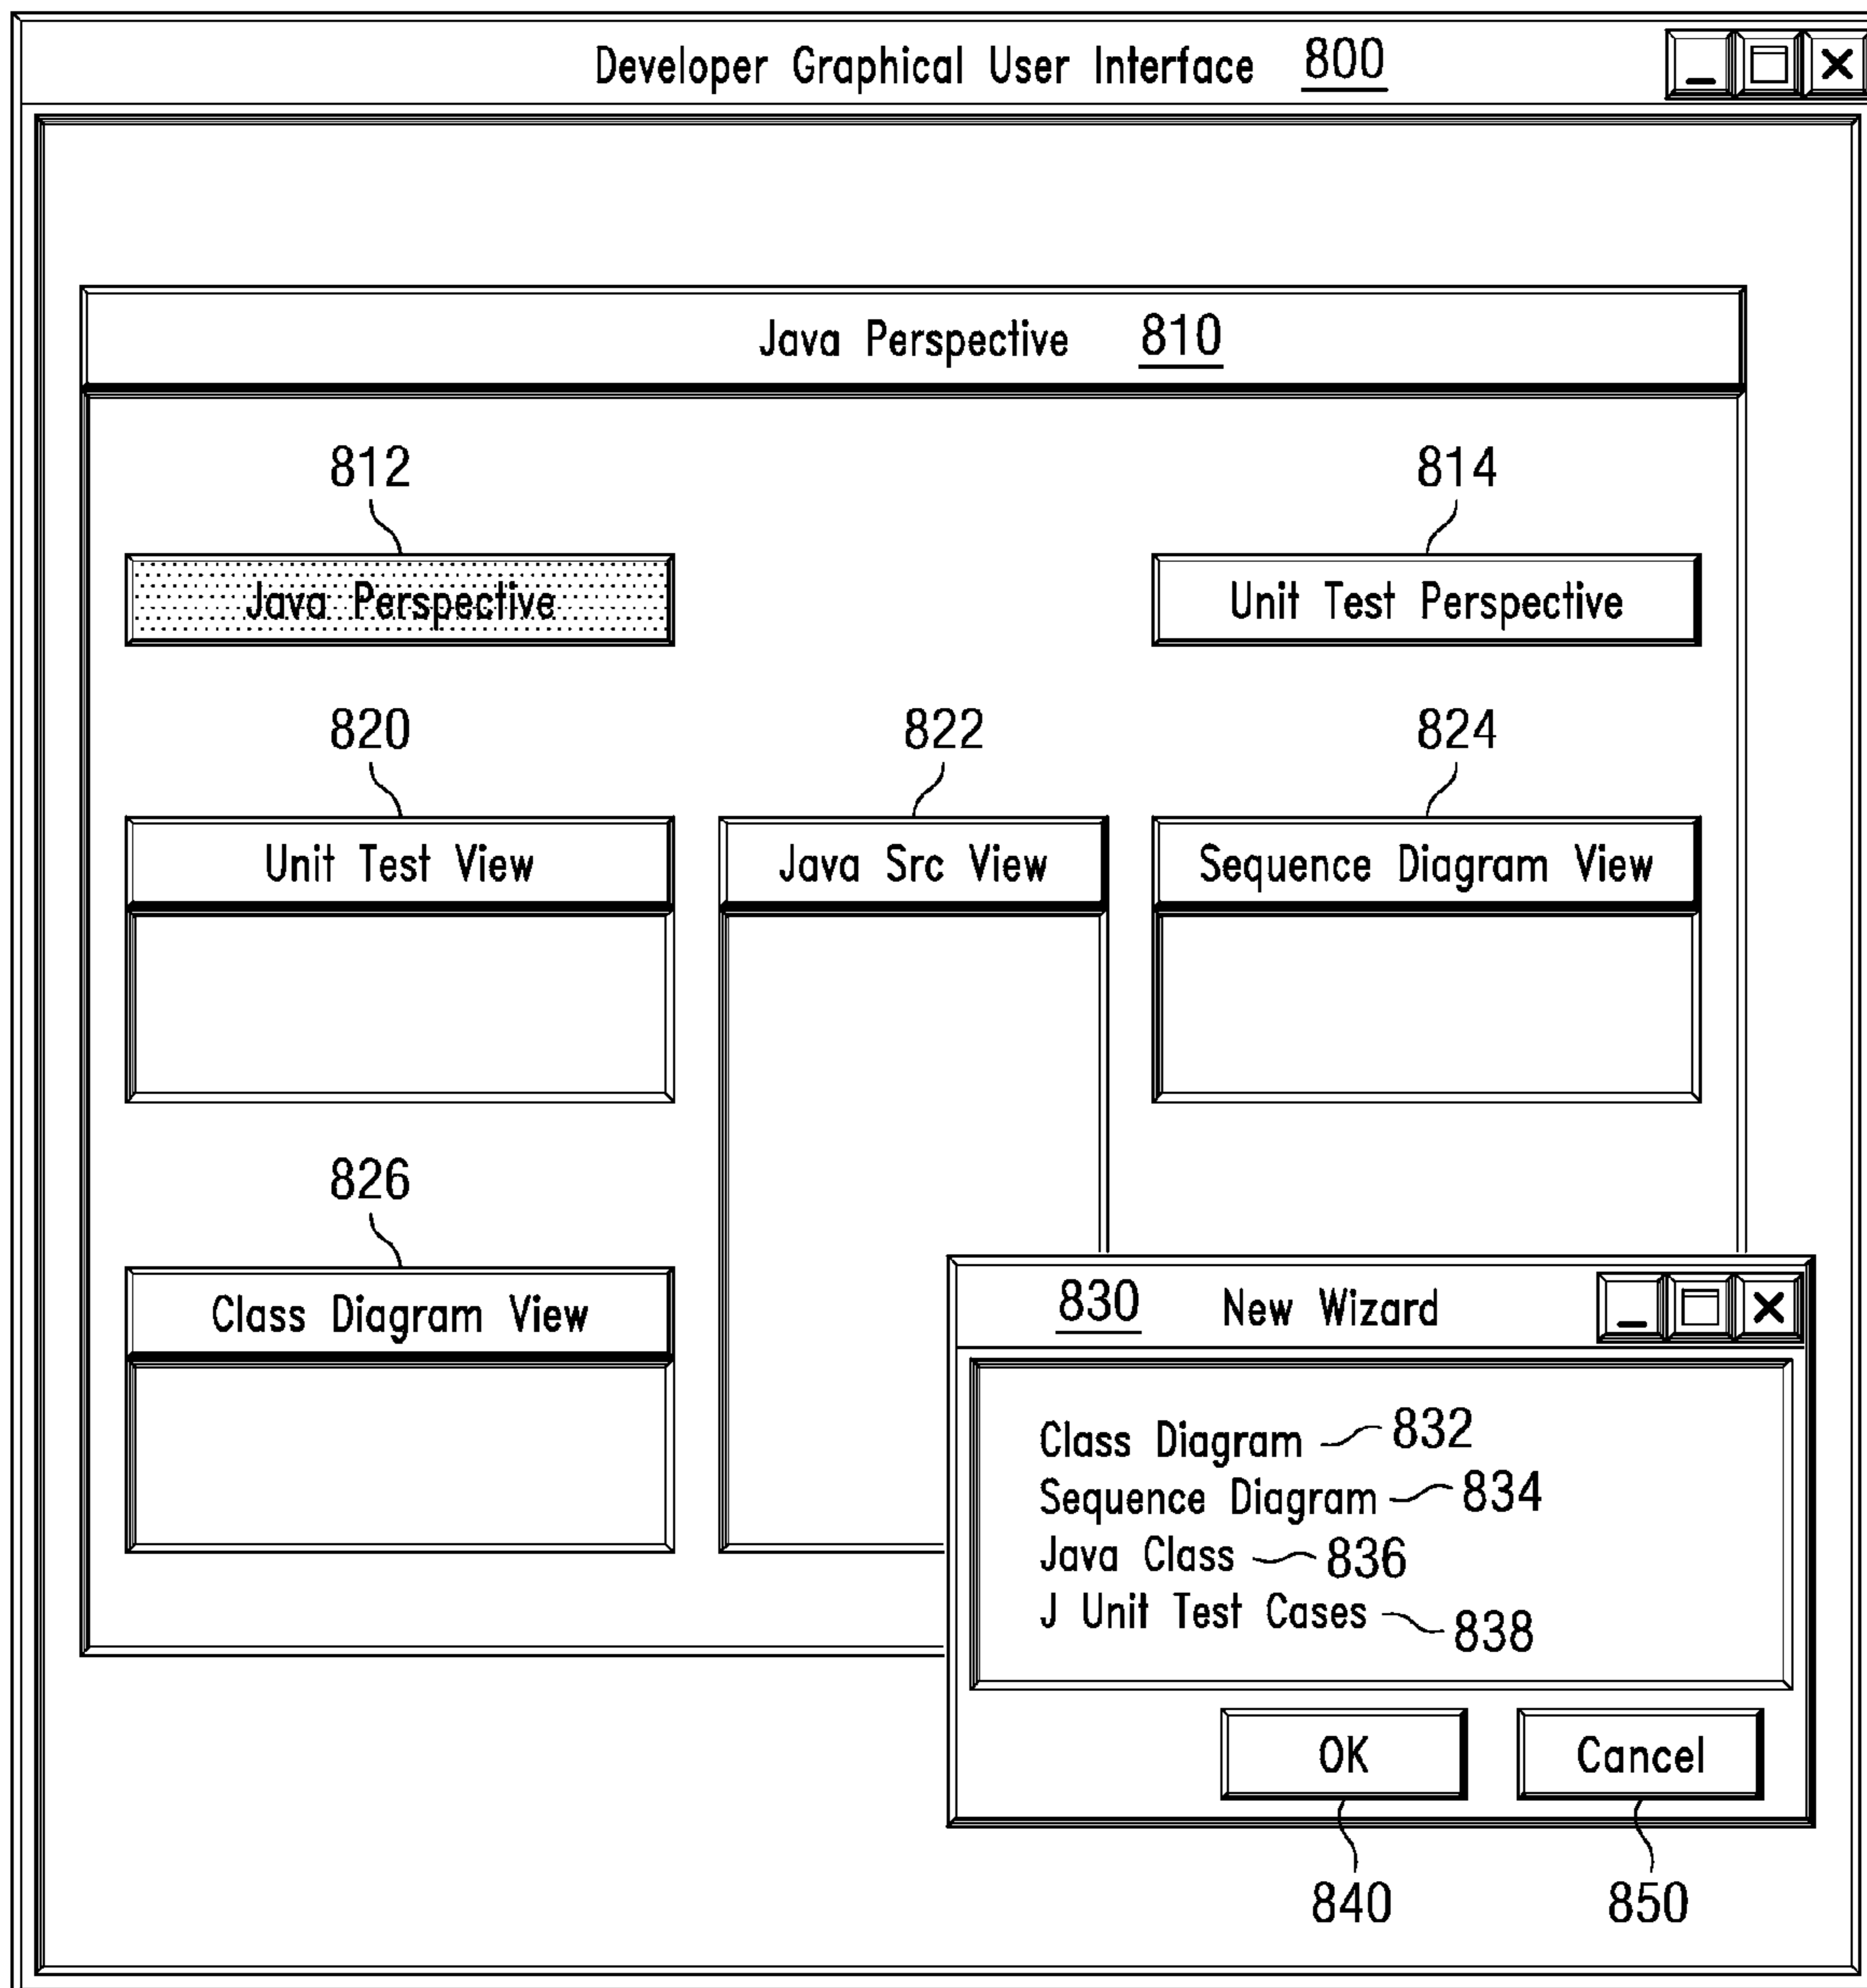 Developer Graphical User Interface 800
Java Perspective 810
812 814
Java Perspective Unit Test Perspective
820 822 824
Unit Test View Java Src View Sequence Diagram View
826
Class Diagram View
830 New Wizard
Class Diagram 832
Sequence Diagram 834
Java Class 836
J Unit Test Cases 838
OK Cancel
840 850